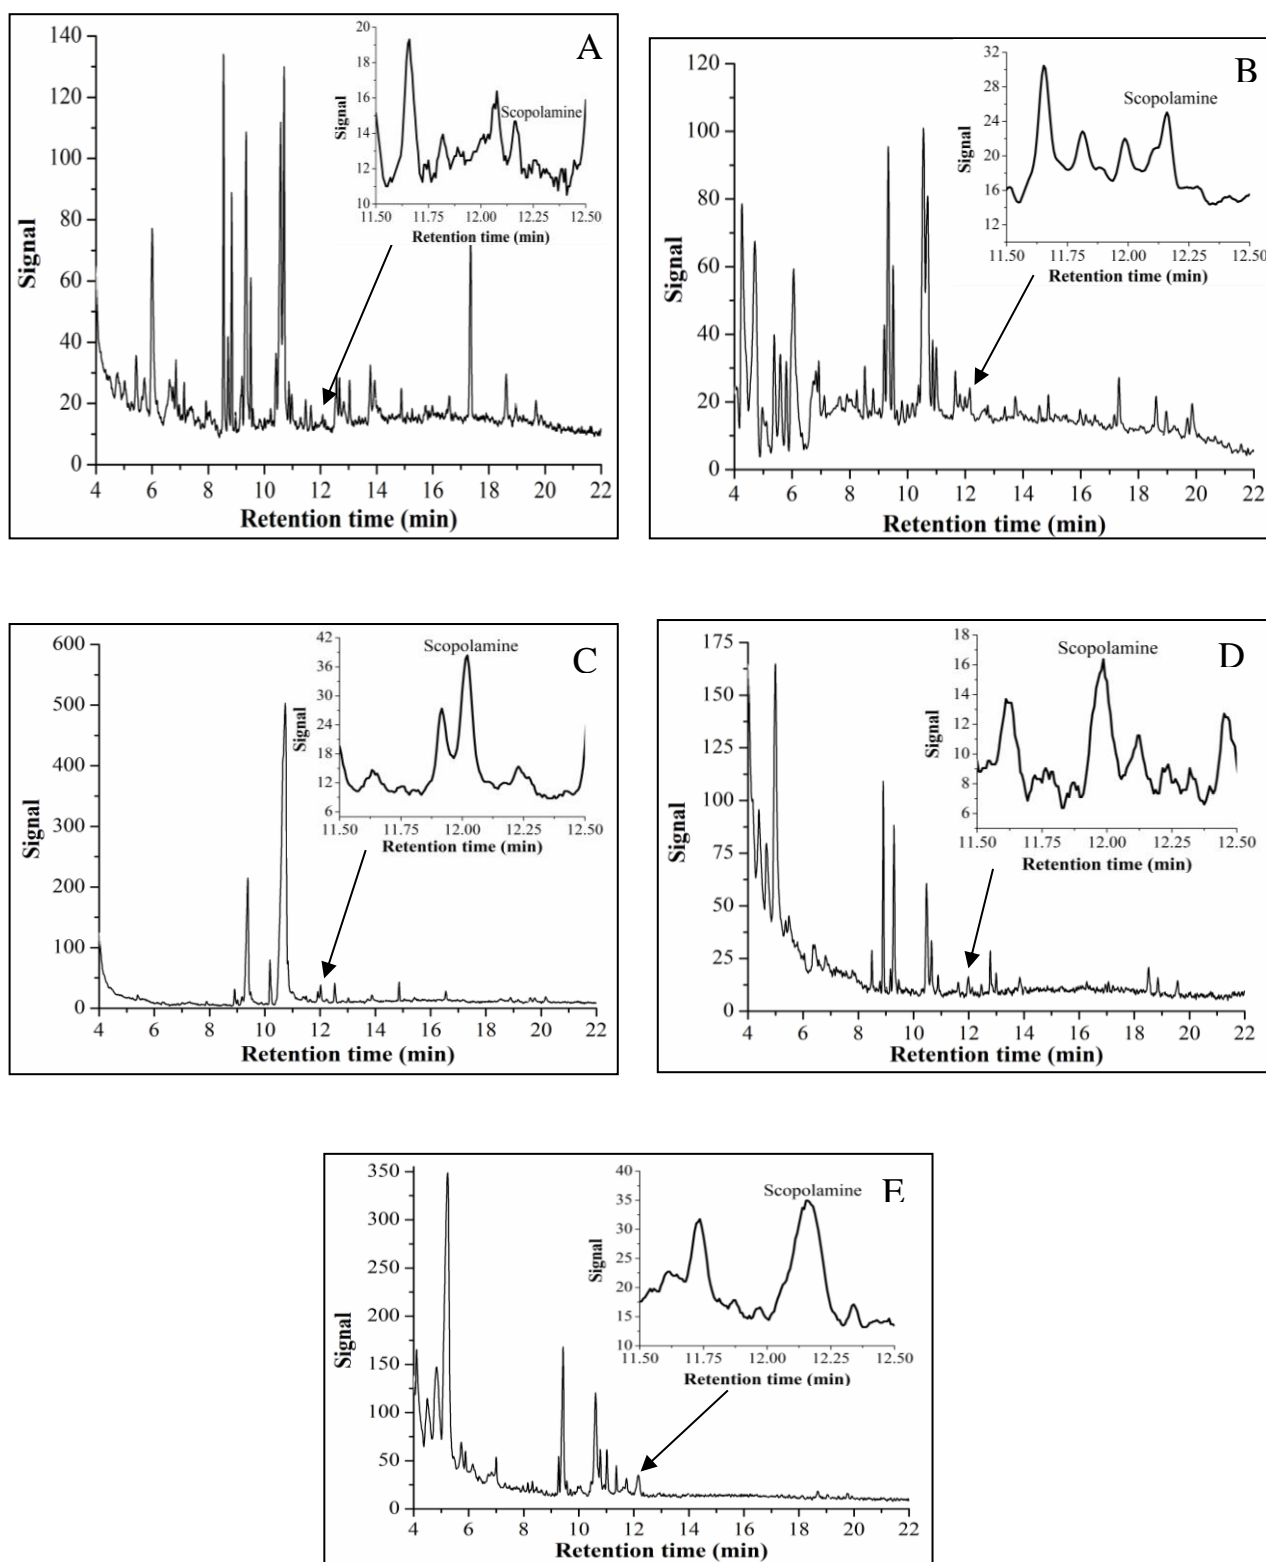 A
140
120
100
80
60
40
20
0
Signal
4 6 8 10 12 14 16 18 20 22
Retention time (min)
20
18
16
14
12
10
Signal
Scopolamine
11.50 11.75 12.00 12.25 12.50
Retention time (min)
B
120
100
80
60
40
20
0
Signal
4 6 8 10 12 14 16 18 20 22
Retention time (min)
32
28
24
20
16
12
Signal
Scopolamine
11.50 11.75 12.00 12.25 12.50
Retention time (min)
C
600
500
400
300
200
100
0
Signal
4 6 8 10 12 14 16 18 20 22
Retention time (min)
42
36
30
24
18
12
6
Signal
Scopolamine
11.50 11.75 12.00 12.25 12.50
Retention time (min)
D
175
150
125
100
75
50
25
0
Signal
4 6 8 10 12 14 16 18 20 22
Retention time (min)
18
16
14
12
10
8
6
Signal
Scopolamine
11.50 11.75 12.00 12.25 12.50
Retention time (min)
E
350
300
250
200
150
100
50
0
Signal
4 6 8 10 12 14 16 18 20 22
Retention time (min)
40
35
30
25
20
15
10
Signal
Scopolamine
11.50 11.75 12.00 12.25 12.50
Retention time (min)